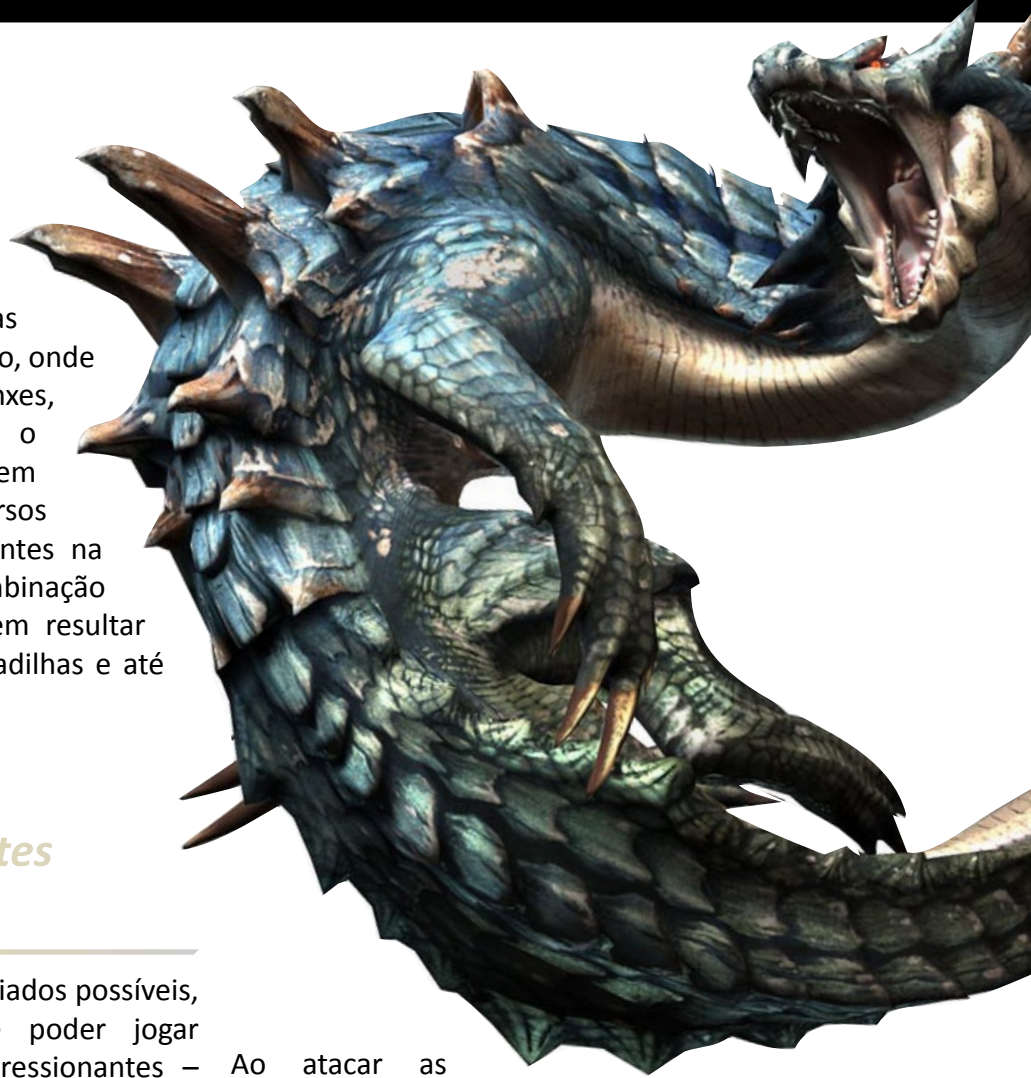 as
o, onde
nxes,
o
em
rsos
ntes na
binação
em resultar
adilhas e até
tes
iados possíveis,
poder jogar
ressionantes –
Ao atacar as